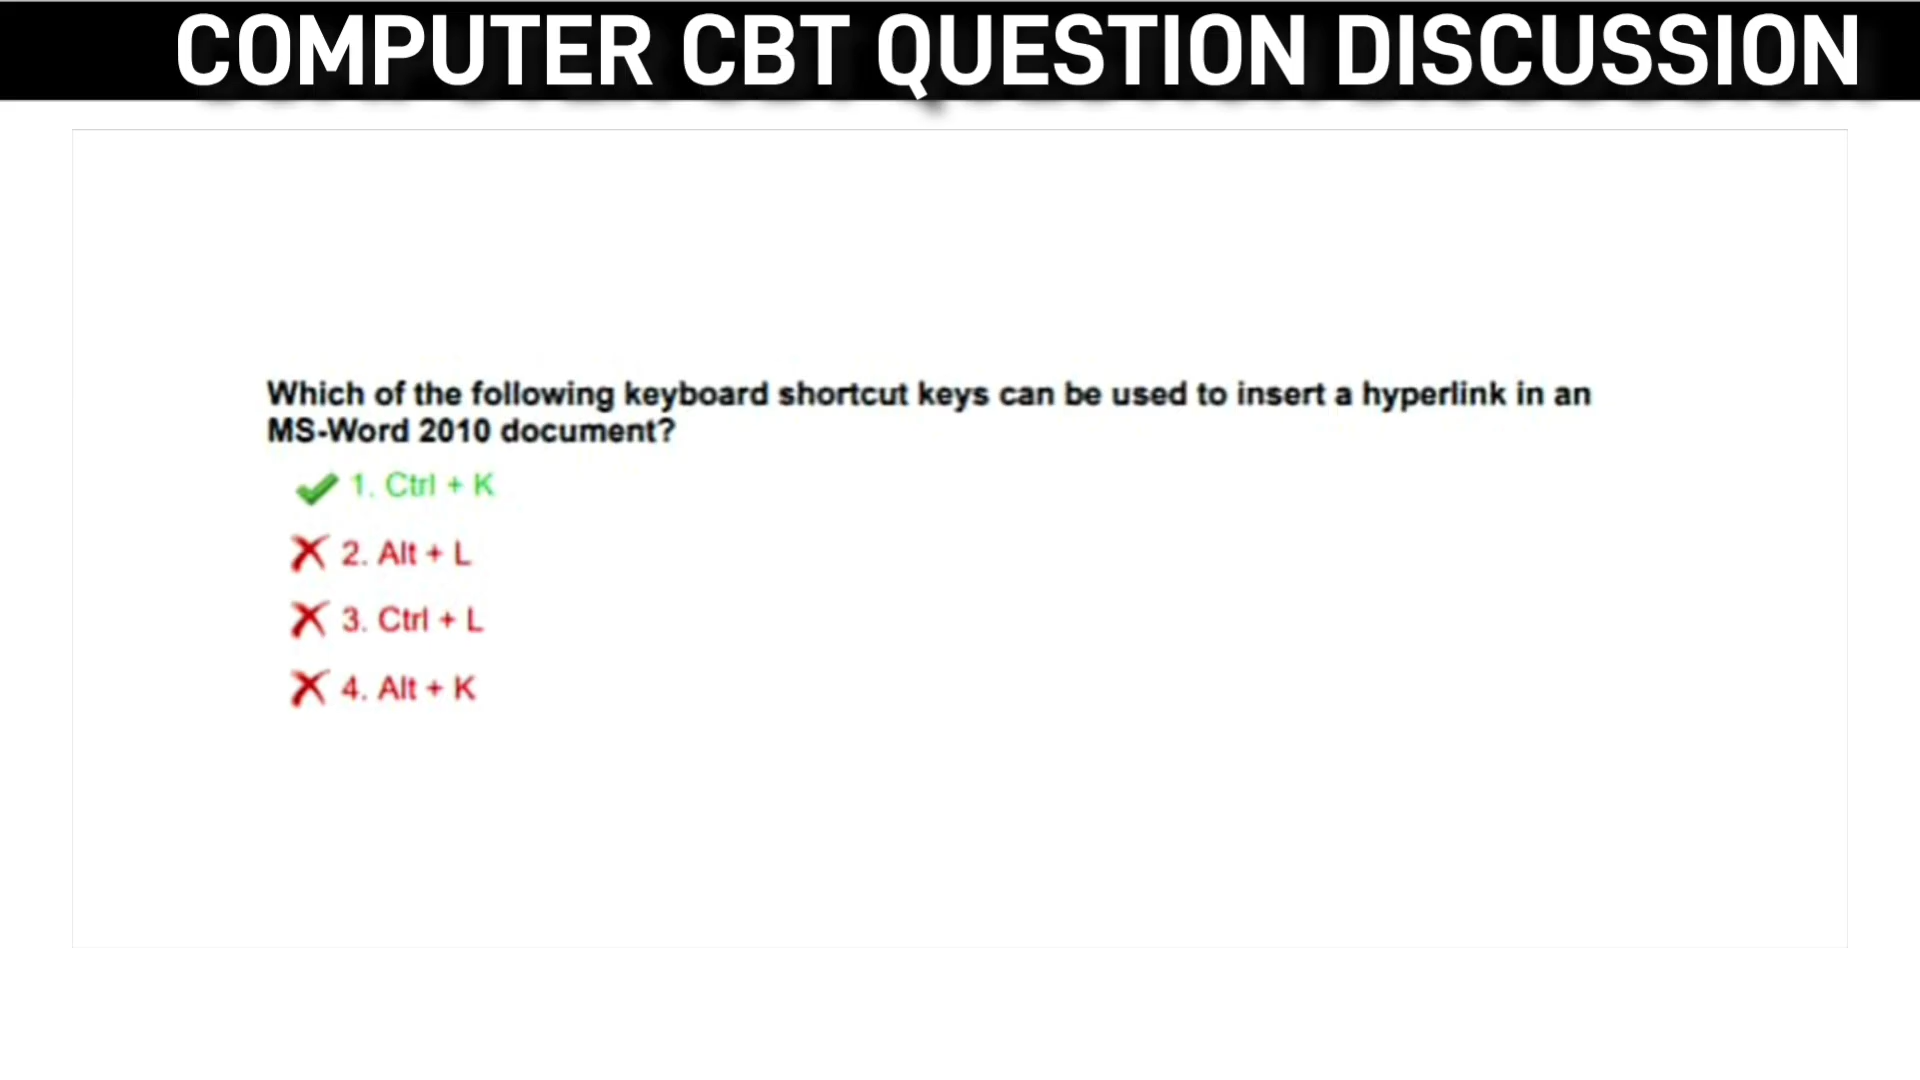 COMPUTER CBT QUESTION DISCUSSION
Which of the following keyboard shortcut keys can be used to insert a hyperlink in an
MS-Word 2010 document?
1. Ctrl + K
2. Alt + L
3. Ctrl + L
4. Alt + K